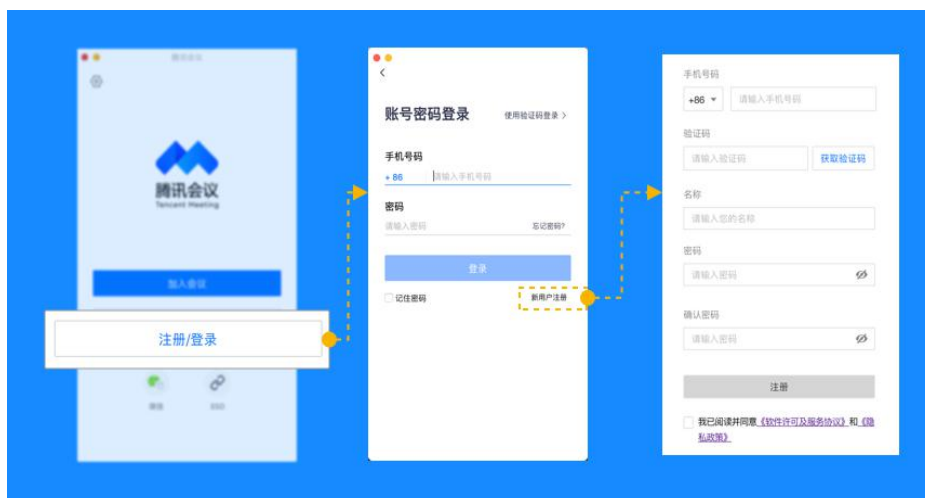 腾讯会议
腾讯会议
Tencent Meeting
加入会议
注册/登录
微信
SSO
账号密码登录
使用验证码登录 >
手机号码
+ 86
请输入手机号码
密码
请输入密码
忘记密码?
登录
记住密码
新用户注册
手机号码
+86
请输入手机号码
验证码
请输入验证码
获取验证码
名称
请输入您的名称
密码
请输入密码
确认密码
请输入密码
注册
我已阅读并同意《软件许可及服务协议》和《隐
私政策》